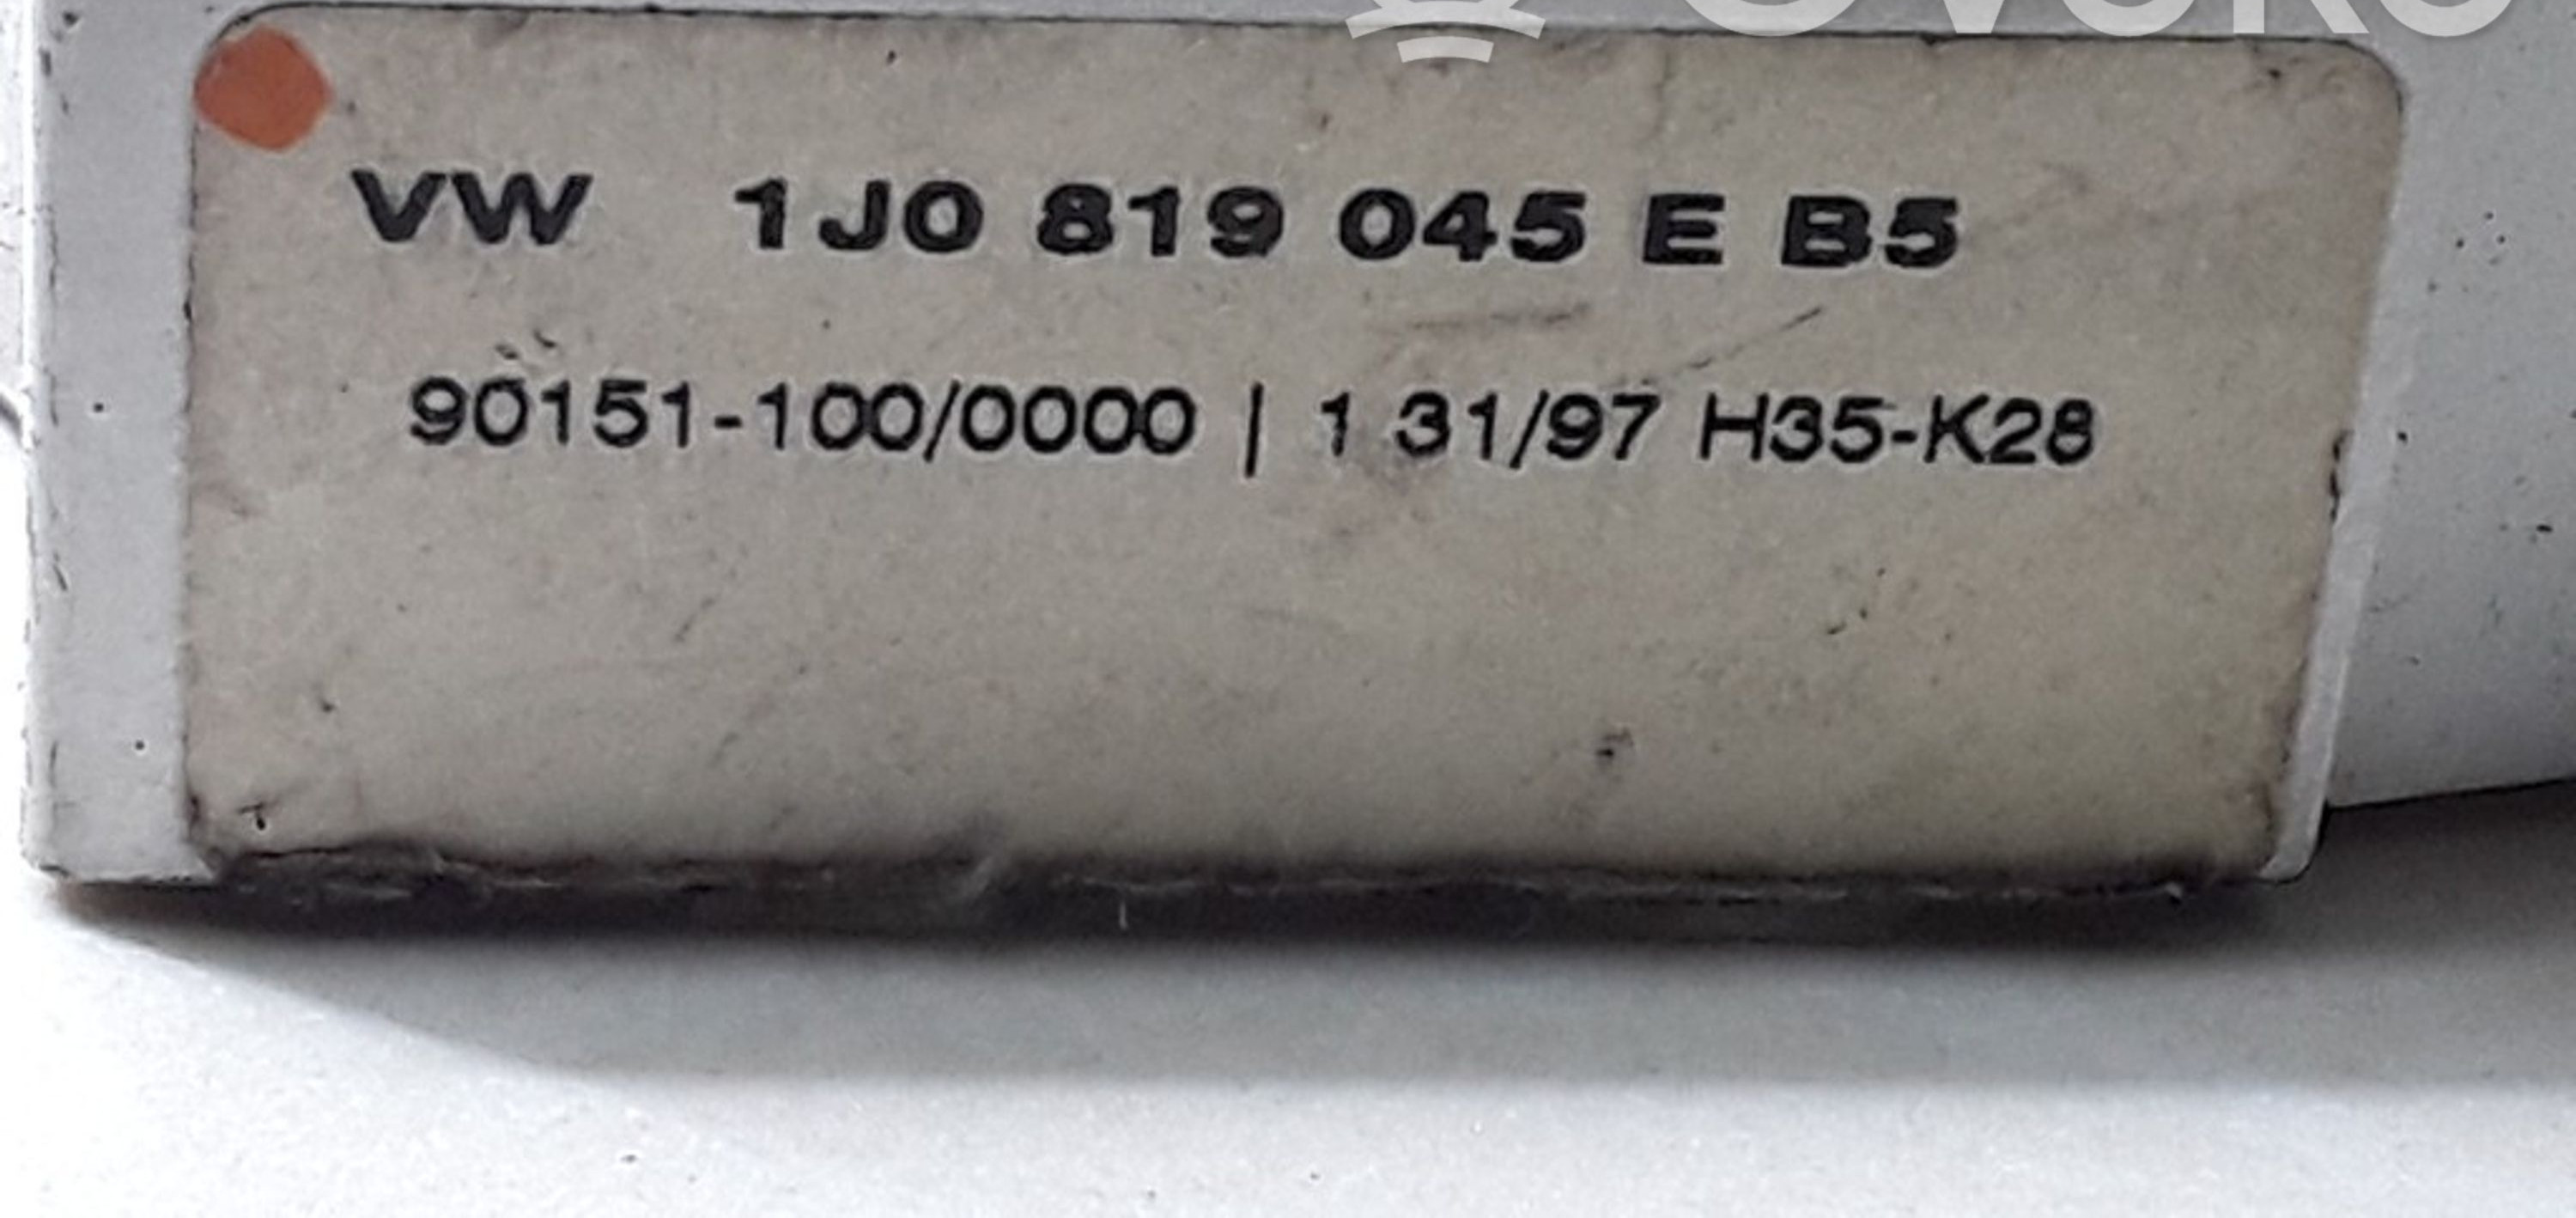 VW 1J0 819 045 E B5
90151-100/0000 | 1 31/97 H35-K28